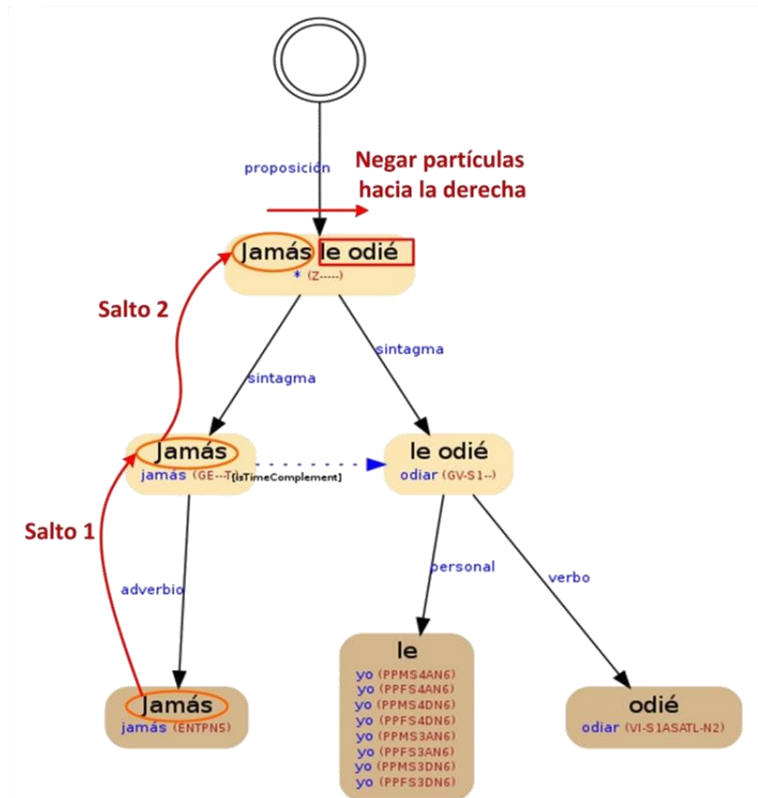 proposición
Negar partículas
hacia la derecha
Jamás le odié
* (Z-----)
Salto 2
sintagma
sintagma
Jamás
jamás (GE---T)
[isTimeComplement]
le odié
odiar (GV-S1--)
Salto 1
adverbio
personal
verbo
Jamás
jamás (ENTPN5)
le
yo (PPMS4AN6)
yo (PPFS4AN6)
yo (PPMS4DN6)
yo (PPFS4DN6)
yo (PPMS3AN6)
yo (PPFS3AN6)
yo (PPMS3DN6)
yo (PPFS3DN6)
odié
odiar (VI-S1ASATL-N2)